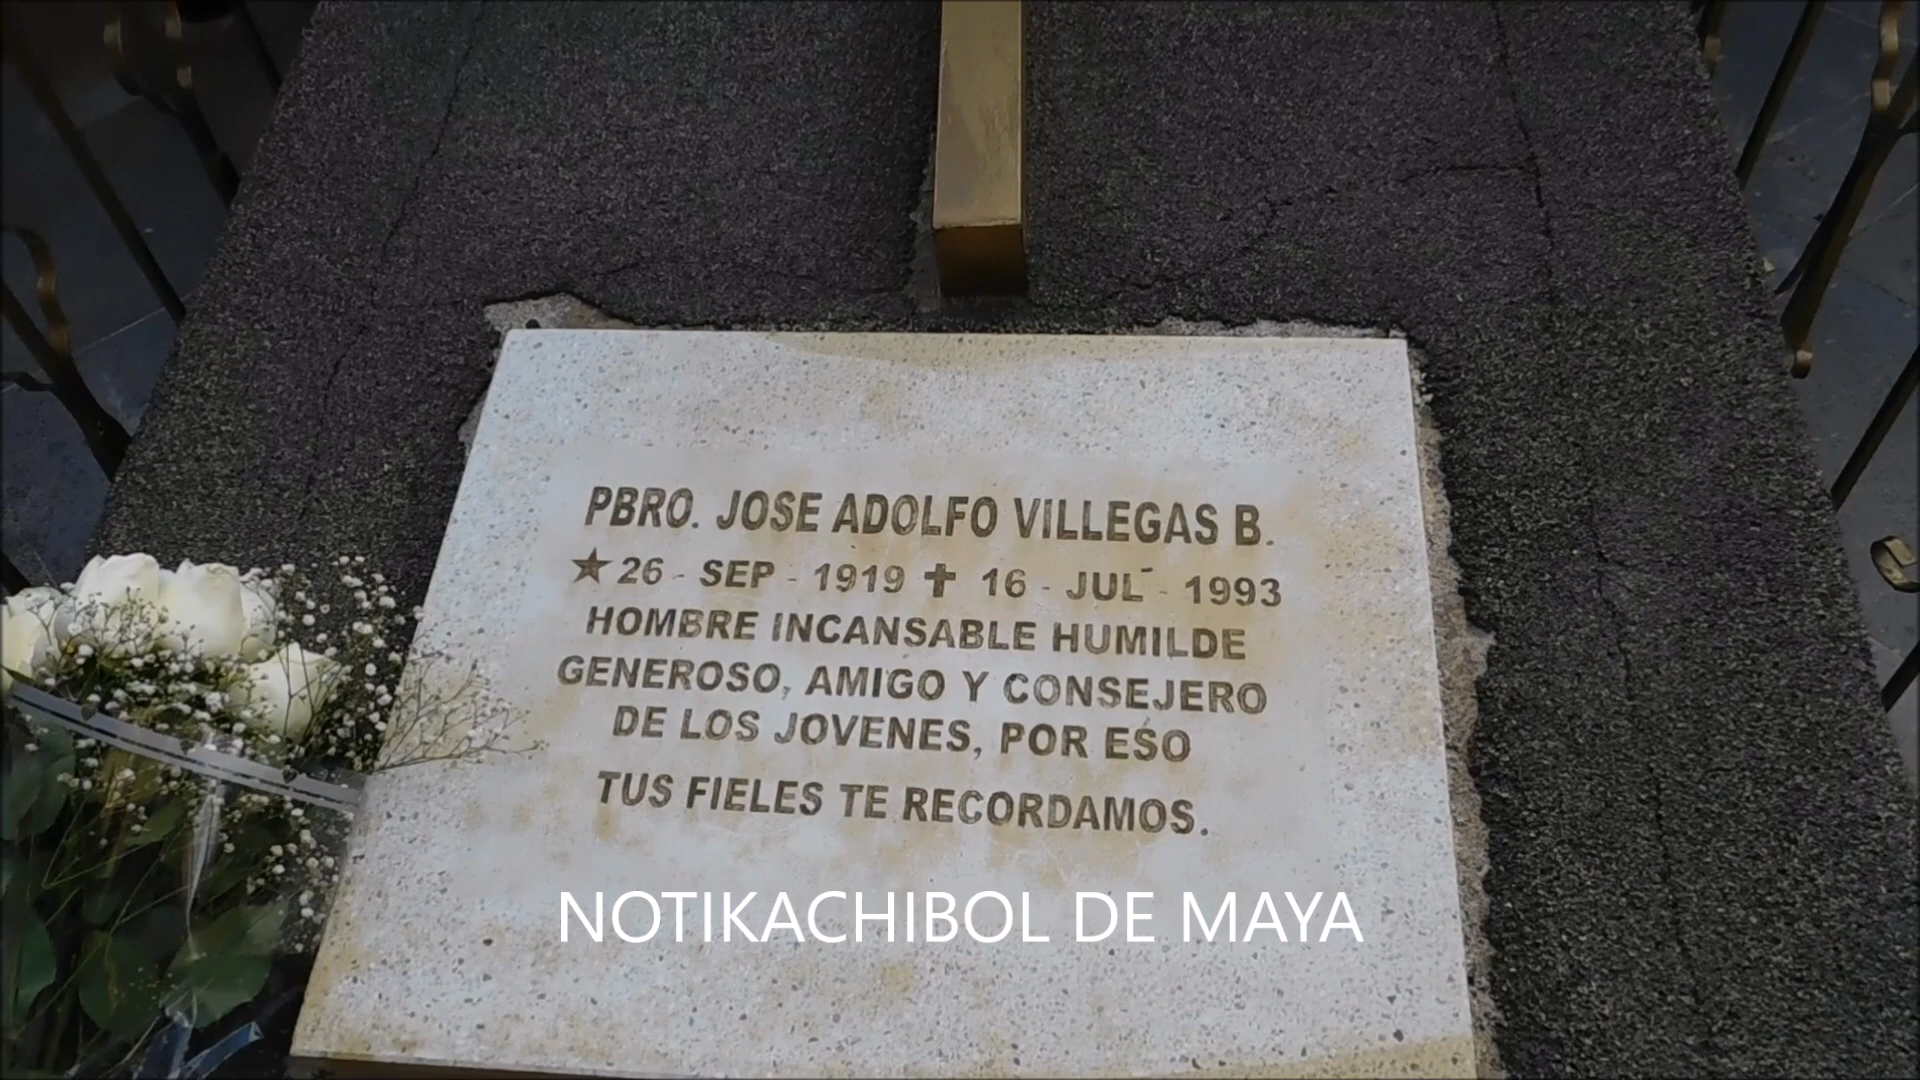 PBRO. JOSE ADOLFO VILLEGAS B.
★ 26 - SEP - 1919 ✝ 16 - JUL - 1993
HOMBRE INCANSABLE HUMILDE
GENEROSO, AMIGO Y CONSEJERO
DE LOS JOVENES, POR ESO
TUS FIELES TE RECORDAMOS.
NOTIKACHIBOL DE MAYA